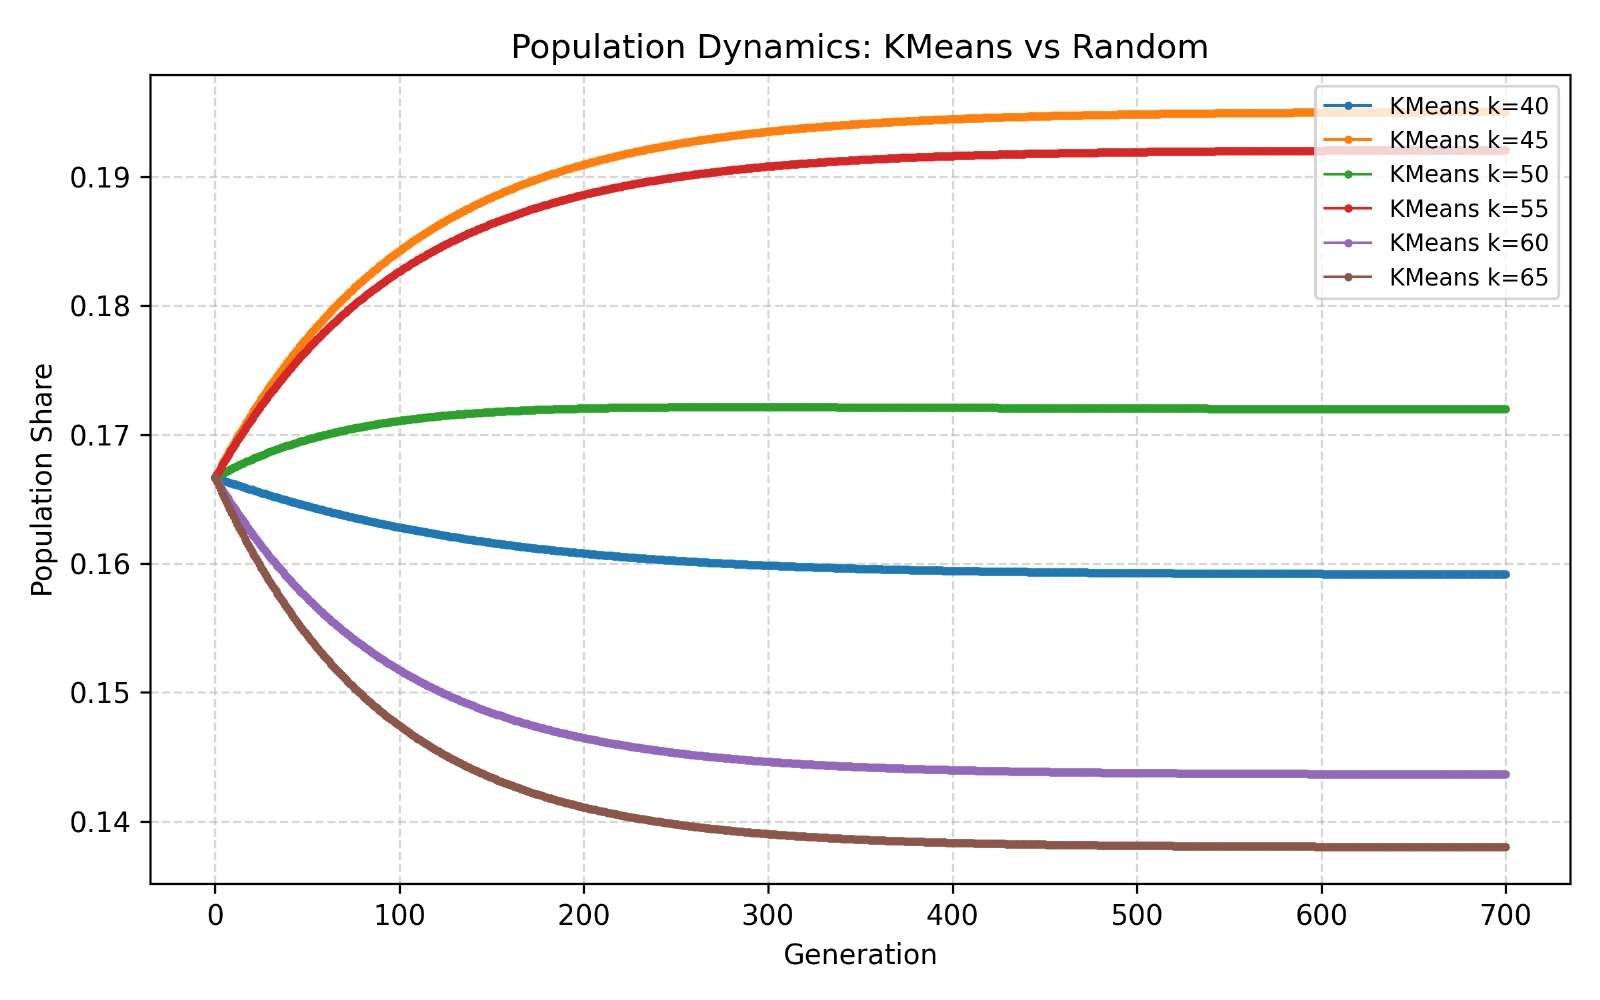 Population Dynamics: KMeans vs Random
KMeans k=40
KMeans k=45
KMeans k=50
KMeans k=55
KMeans k=60
KMeans k=65
Population Share
0.19
0.18
0.17
0.16
0.15
0.14
0 100 200 300 400 500 600 700
Generation